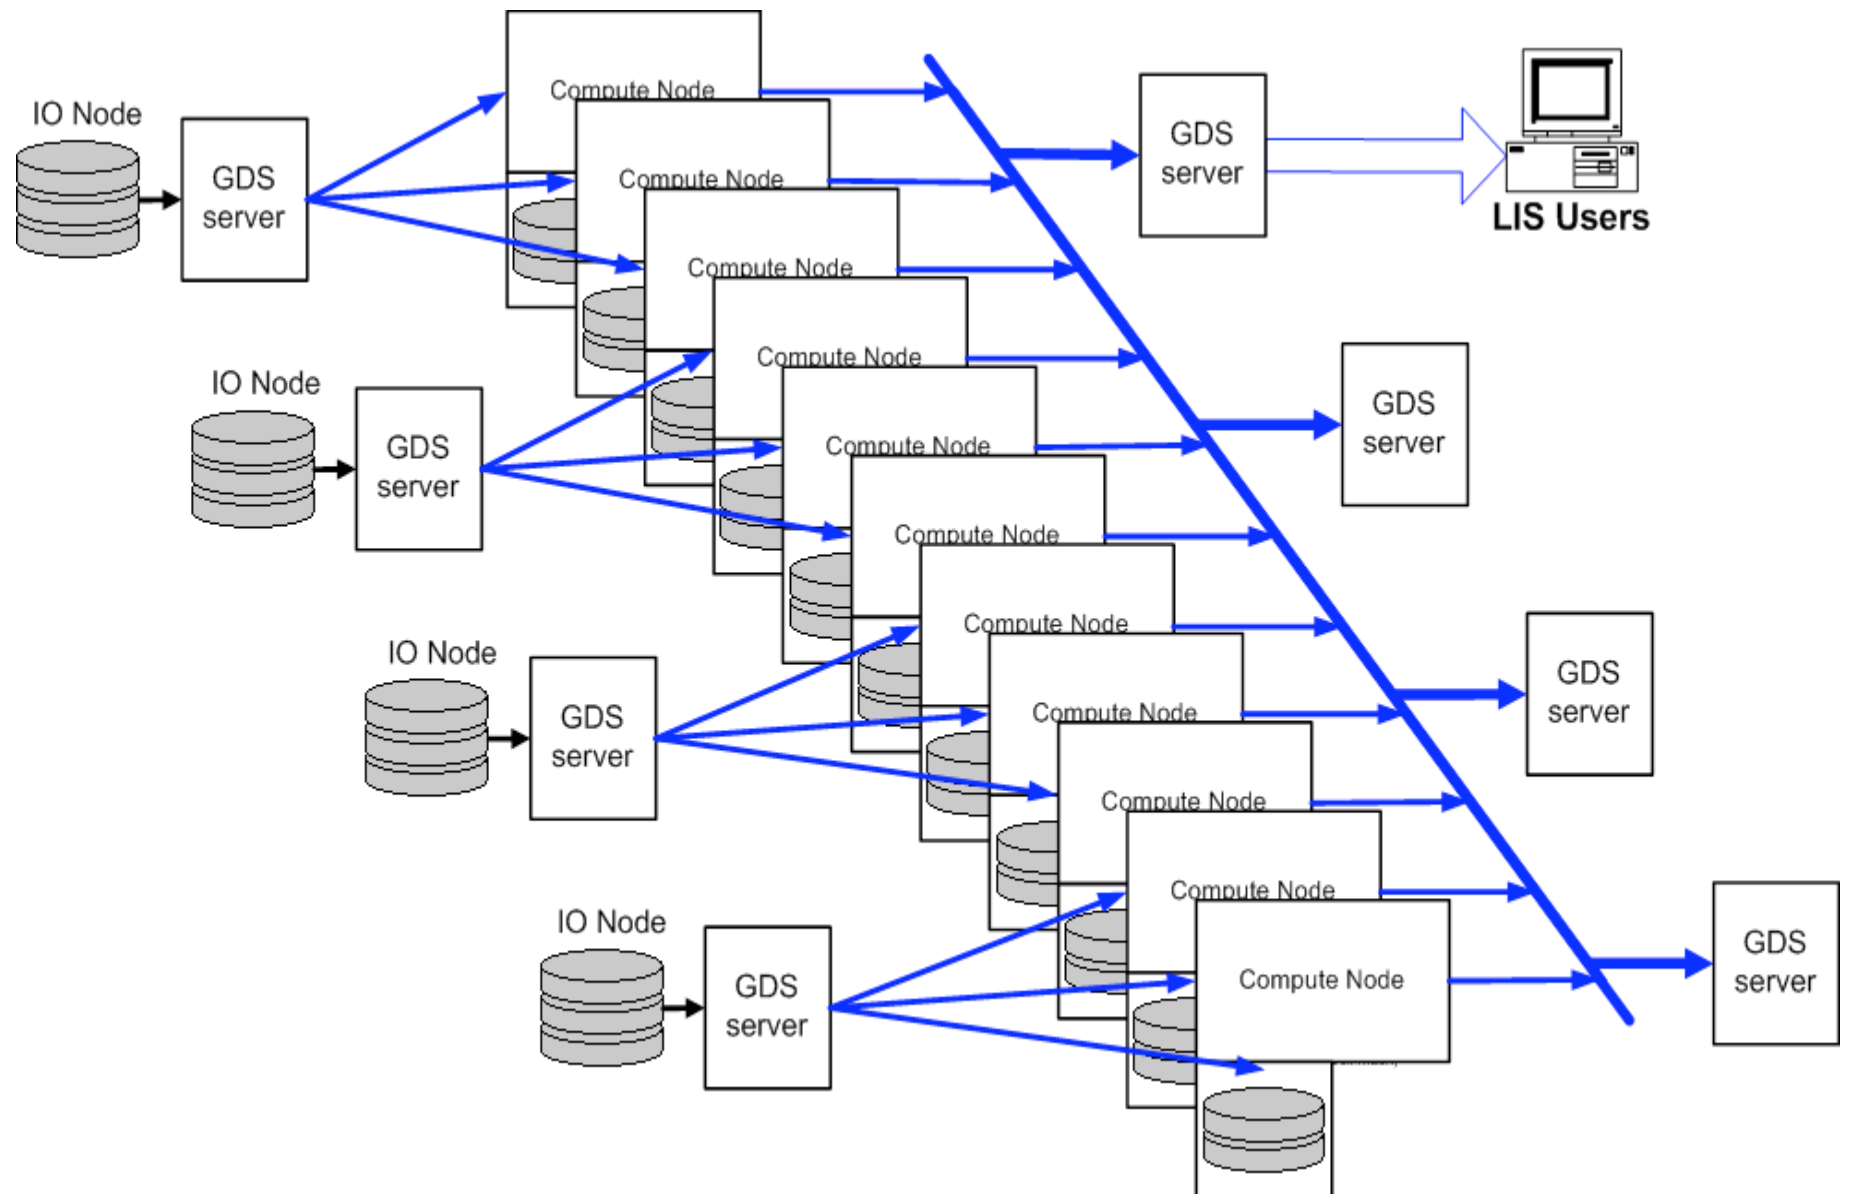 Compute Node
IO Node
GDS
server
GDS
server
LIS Users
Compute Node
Compute Node
Compute Node
IO Node
GDS
server
GDS
server
Compute Node
Compute Node
Compute Node
IO Node
GDS
server
GDS
server
Compute Node
Compute Node
Compute Node
IO Node
GDS
server
GDS
server
Compute Node